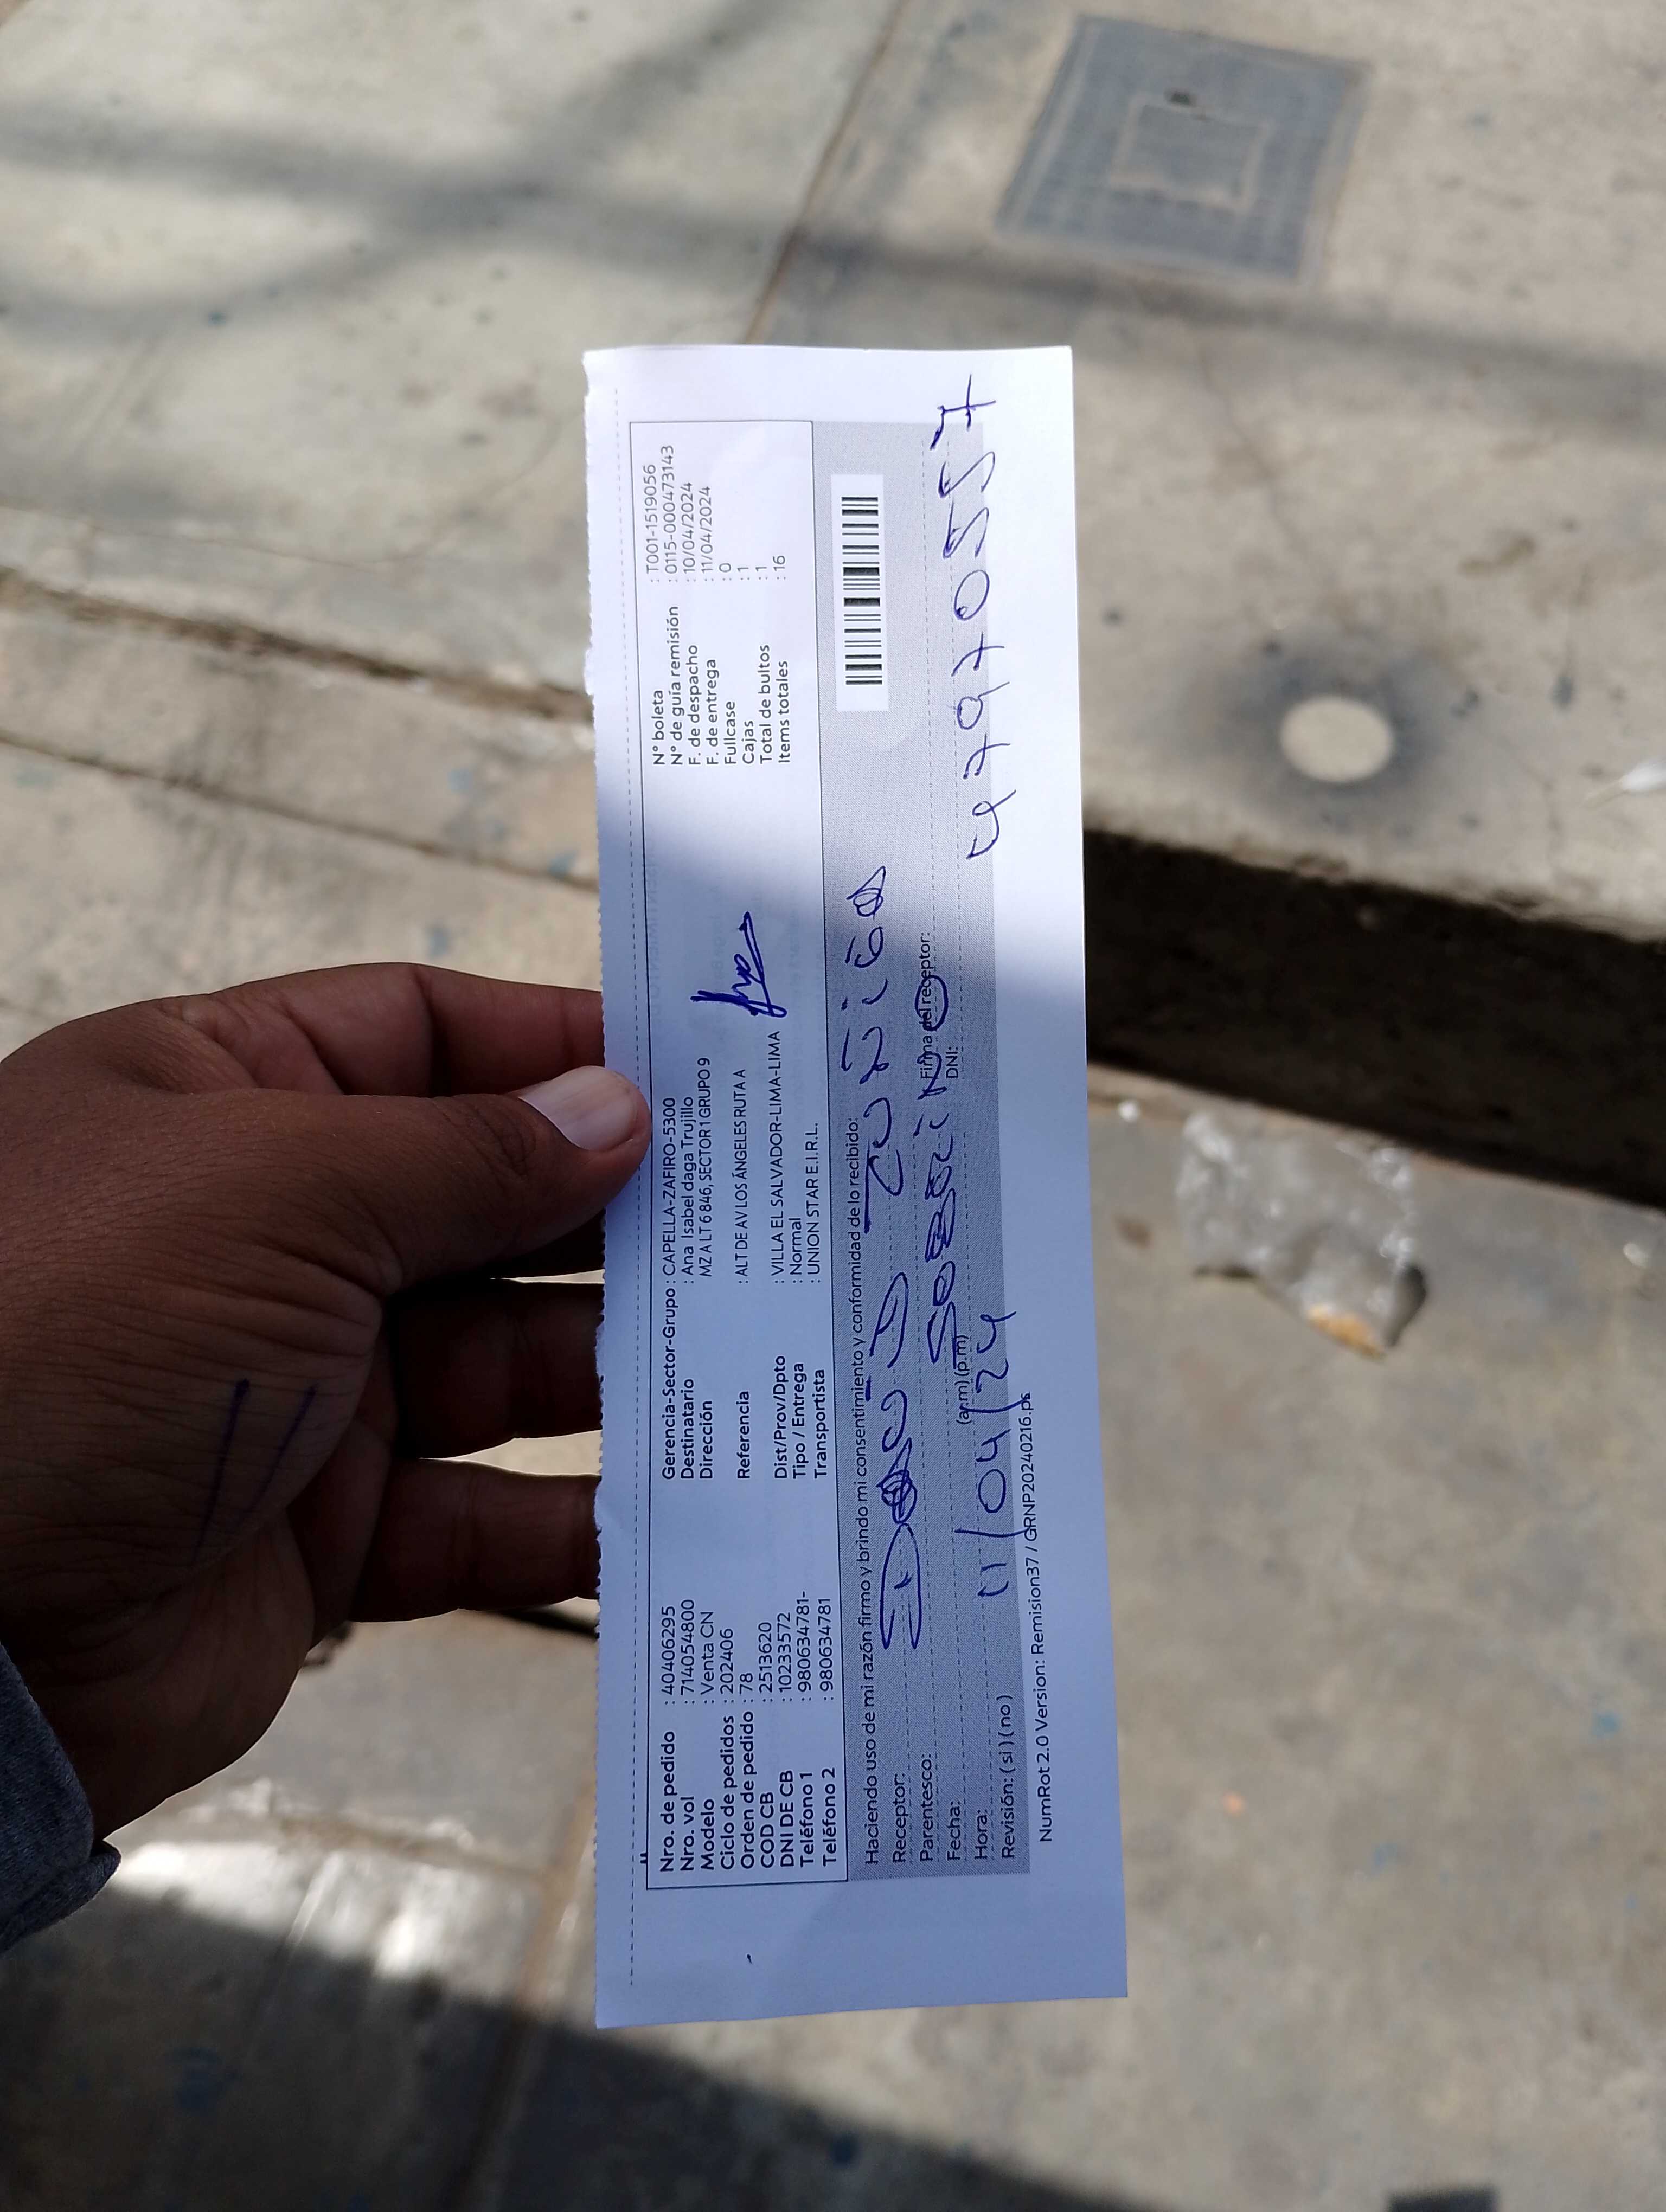 Nro. de pedido : 40406295
Nro. vol : 714054800
Modelo : Venta CN
Ciclo de pedidos : 202406
Orden de pedido : 78
COD CB : 2513620
DNI DE CB : 10233572
Teléfono 1 : 980634781-
Teléfono 2 : 980634781
Gerencia-Sector-Grupo : CAPELLA-ZAFIRO-5300
Destinatario : Ana Isabel daga Trujillo
Dirección MZ A LT 6 846, SECTOR 1 GRUPO 9
Referencia : ALT DE AV LOS ÁNGELES RUTA A
Dist/Prov/Dpto : VILLA EL SALVADOR-LIMA-LIMA
Tipo / Entrega : Normal
Transportista : UNION STAR E.I.R.L.
N° boleta : T001-1519056
N° de guía remisión : 0115-000473143
F. de despacho : 10/04/2024
F. de entrega : 11/04/2024
Fullcase : 0
Cajas : 1
Total de bultos : 1
Items totales : 16
Haciendo uso de mi razón firmo y brindo mi consentimiento y conformidad de lo recibido:
Receptor: David Zuñiga
Parentesco: Sobrino
Firma del receptor:
Fecha: 11/04/24
DNI: 47970557
Hora: (a.m) (p.m)
Revisión: ( si ) ( no )
NumRot 2.0 Version: Remision37 / GRNP20240216.ps